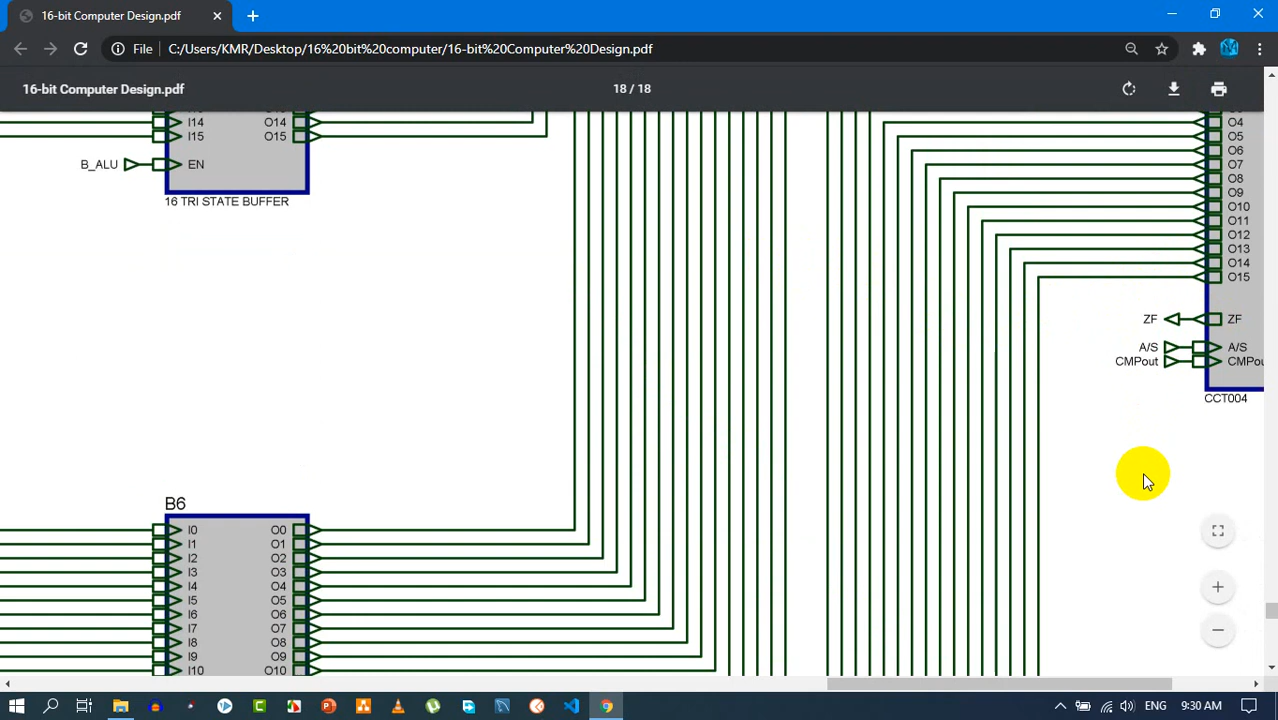 16-bit Computer Design.pdf
File
C:/Users/KMR/Desktop/16%20bit%20computer/16-bit%20Computer%20Design.pdf
16-bit Computer Design.pdf
18 / 18
I14
O14
I15
O15
B_ALU
EN
16 TRI STATE BUFFER
O4
O5
O6
O7
O8
O9
O10
O11
O12
O13
O14
O15
ZF
ZF
A/S
A/S
CMPout
CMPou
CCT004
B6
I0
O0
I1
O1
I2
O2
I3
O3
I4
O4
I5
O5
I6
O6
I7
O7
I8
O8
I9
O9
I10
O10
ENG
9:30 AM